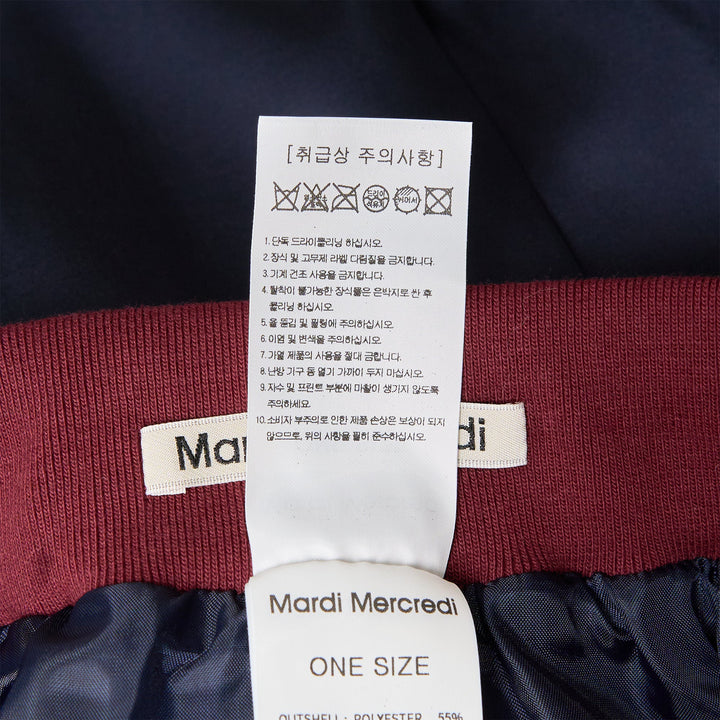 [취급상 주의사항]
드라이
석유계
1. 단독 드라이클리닝 하십시오.
2. 장식 및 고무제 라벨 다림질을 금지합니다.
3. 기계 건조 사용을 금지합니다.
4. 탈착이 불가능한 장식물은 은박지로 싼 후
클리닝 하십시오.
5. 올 뜯김 및 필링에 주의하십시오.
6. 이염 및 변색을 주의하십시오.
7. 가열 제품의 사용을 절대 금합니다.
8. 난방 기구 등 열기 가까이 두지 마십시오.
9. 자수 및 프린트 부분에 마찰이 생기지 않도록
주의하세요.
10. 소비자 부주의로 인한 제품 손상은 보상이 되지
않으므로, 위의 사항을 필히 준수하십시오.
Mar di
Mardi Mercredi
ONE SIZE
OUTSHELL : POLYESTER 55%